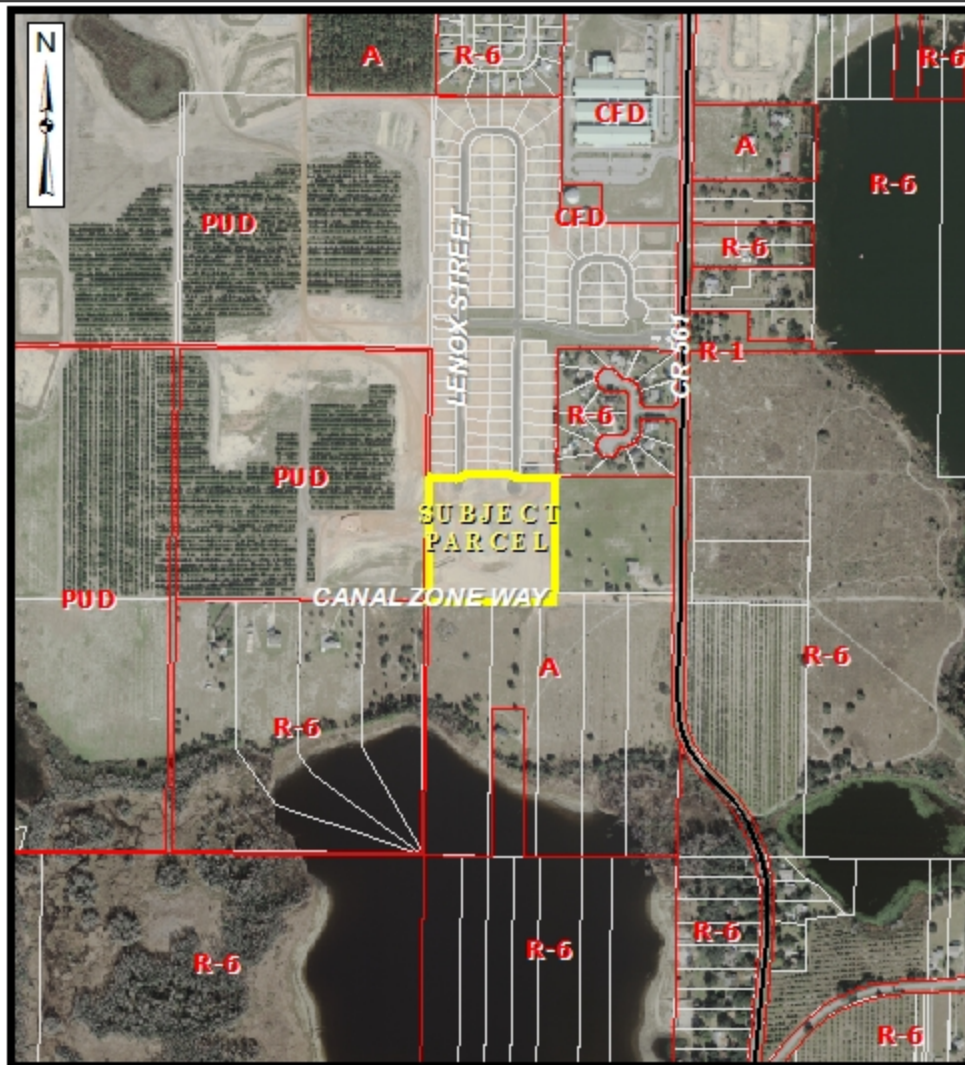 N
A
R-6
R-6
CFD
A
R-6
PUD
CFD
R-6
LENOX STREET
CR 561
R-1
R-6
PUD
SUBJECT
PARCEL
CANAL ZONE WAY
PUD
A
R-6
R-6
R-6
R-6
R-6
R-6